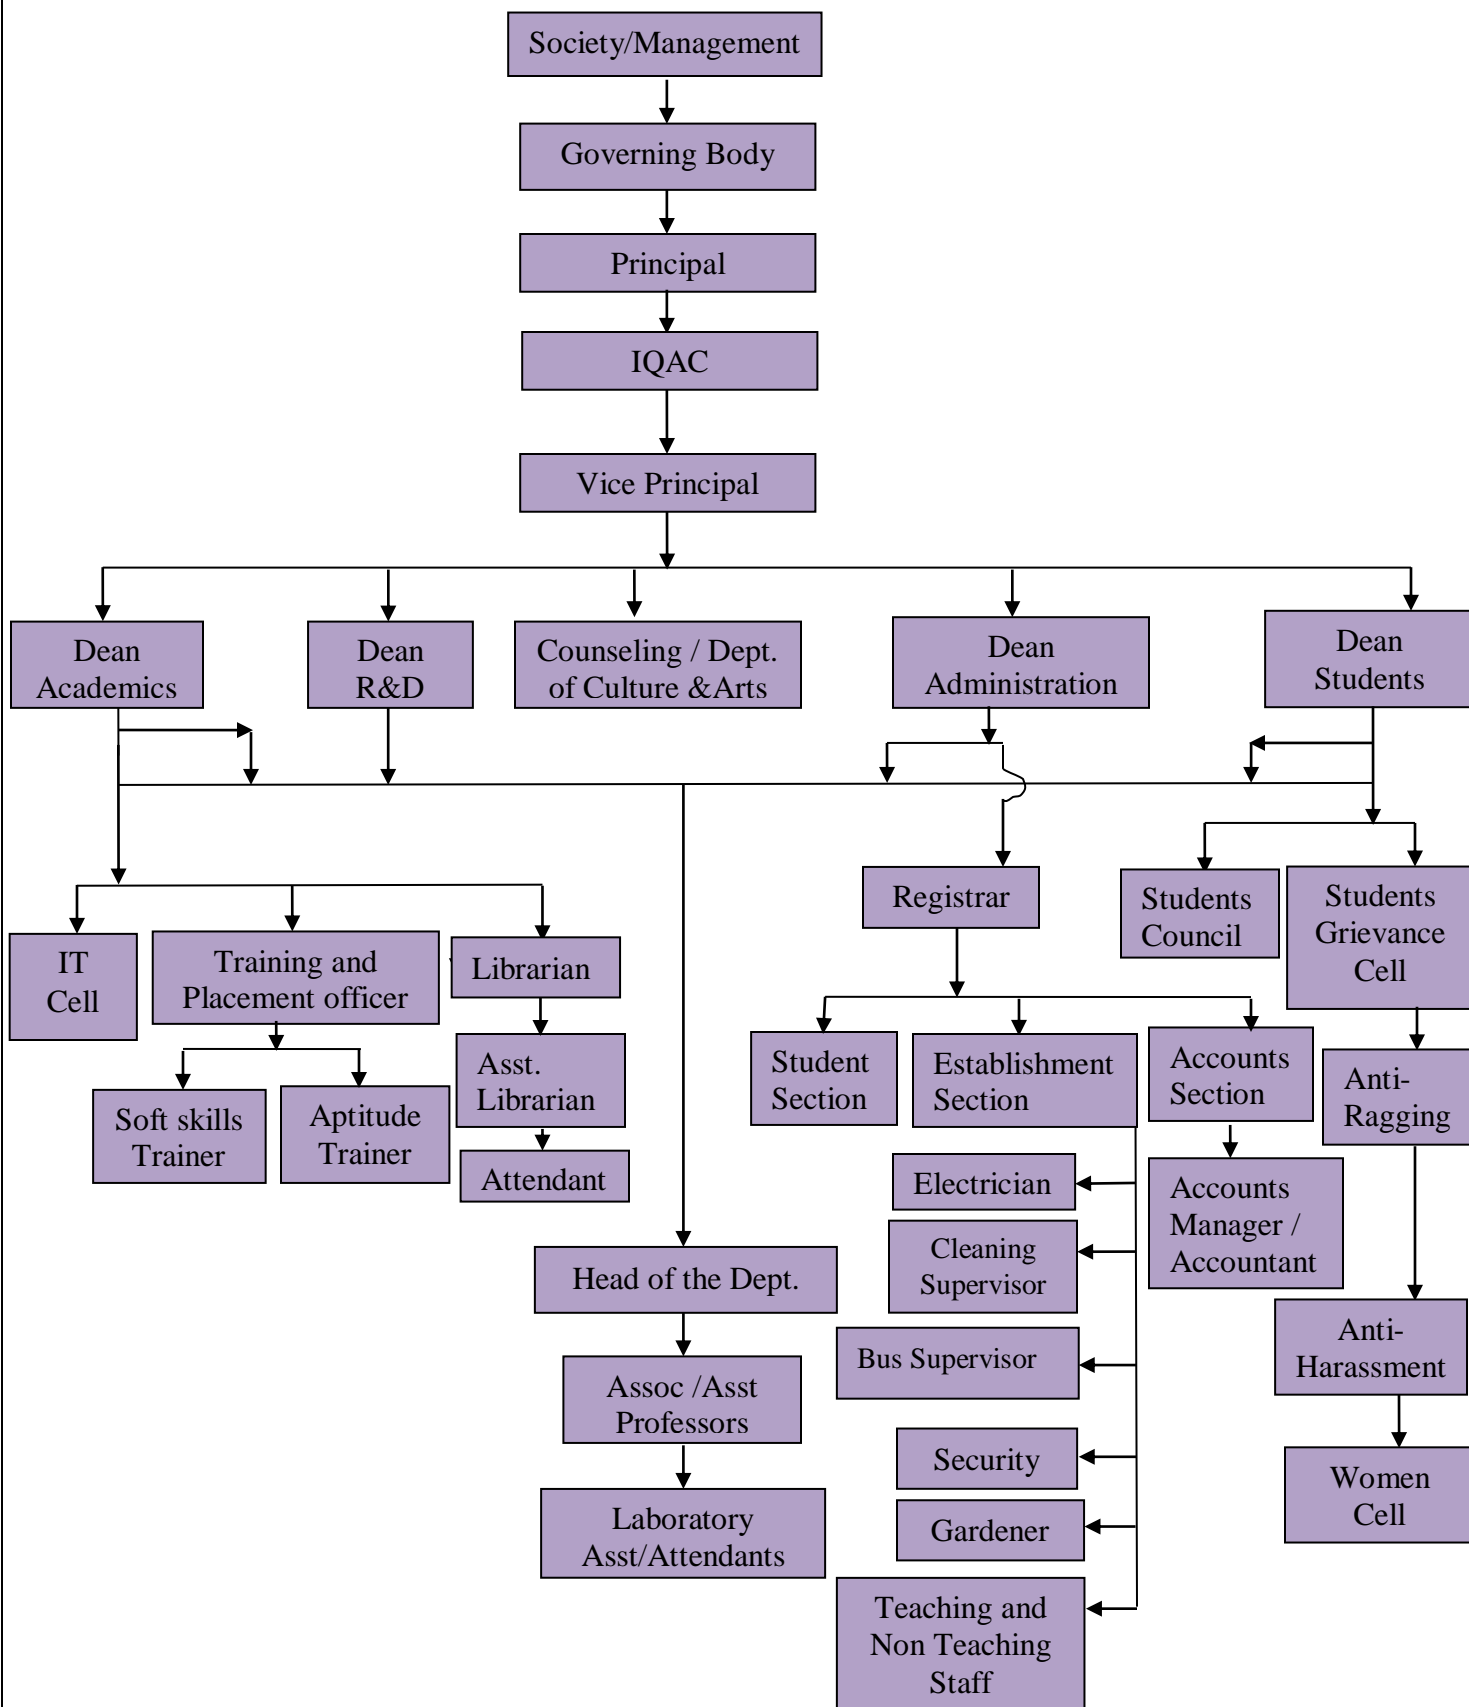 Society/Management
Governing Body
Principal
IQAC
Vice Principal
Dean
Academics
Dean
R&D
Counseling / Dept.
of Culture &Arts
Dean
Administration
Dean
Students
Registrar
Students
Council
Students
Grievance
Cell
IT
Cell
Training and
Placement officer
Librarian
Student
Section
Establishment
Section
Accounts
Section
Anti-
Ragging
Soft skills
Trainer
Aptitude
Trainer
Asst.
Librarian
Attendant
Electrician
Accounts
Manager /
Accountant
Cleaning
Supervisor
Head of the Dept.
Bus Supervisor
Anti-
Harassment
Assoc /Asst
Professors
Security
Women
Cell
Laboratory
Asst/Attendants
Gardener
Teaching and
Non Teaching
Staff